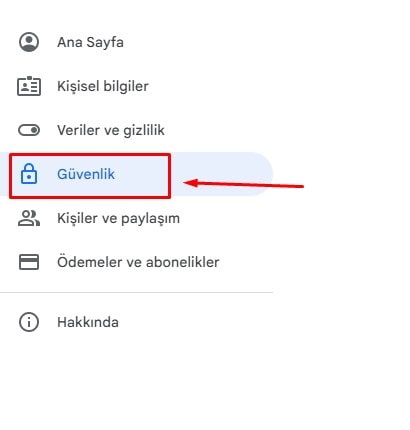 Ana Sayfa
Kişisel bilgiler
Veriler ve gizlilik
Güvenlik
Kişiler ve paylaşım
Ödemeler ve abonelikler
Hakkında